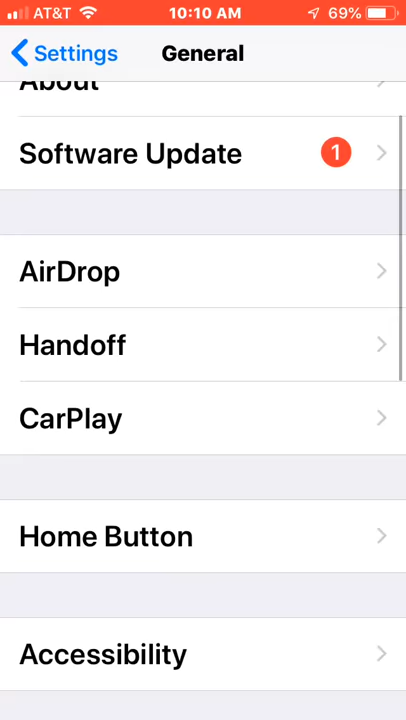 AT&T 10:10 AM 69%
Settings General
About
Software Update 1
AirDrop
Handoff
CarPlay
Home Button
Accessibility